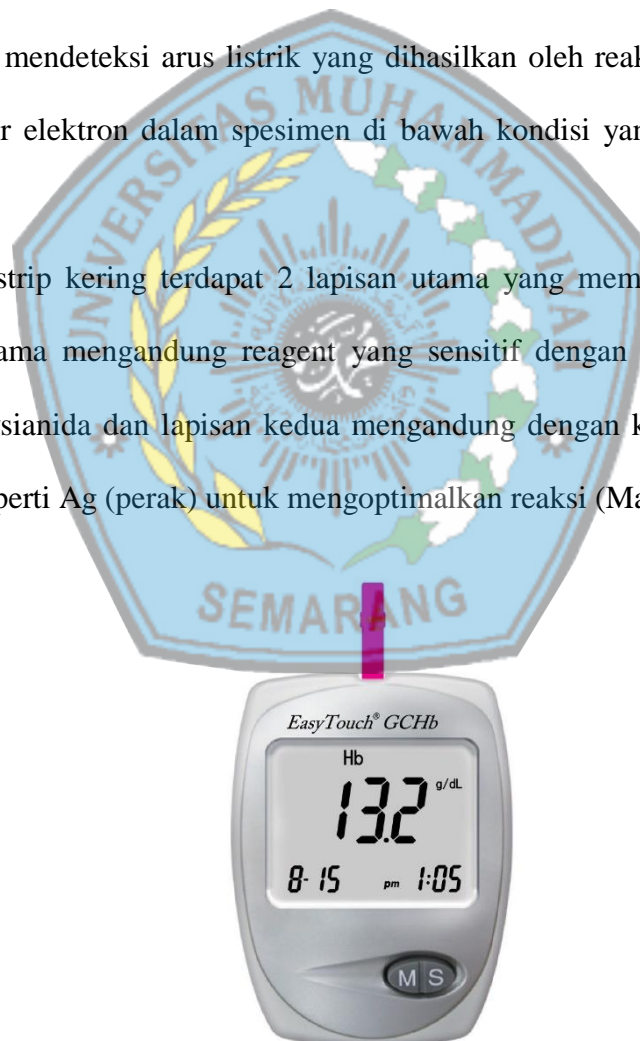 mendeteksi arus listrik yang dihasilkan oleh reak
r elektron dalam spesimen di bawah kondisi yan
UNIVERSITAS MUHAMMADIYAH
strip kering terdapat 2 lapisan utama yang mem
ama mengandung reagent yang sensitif dengan
sianida dan lapisan kedua mengandung dengan k
perti Ag (perak) untuk mengoptimalkan reaksi (Ma
SEMARANG
EasyTouch® GCHb
Hb
13.2 g/dL
8-15 pm 1:05
M S